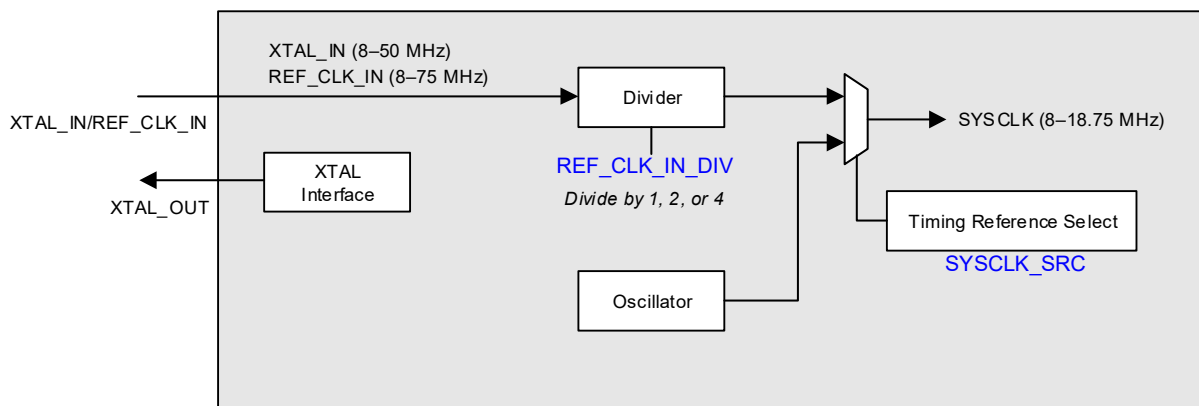 XTAL_IN (8–50 MHz)
REF_CLK_IN (8–75 MHz)
XTAL_IN/REF_CLK_IN
Divider
SYSCLK (8–18.75 MHz)
REF_CLK_IN_DIV
Divide by 1, 2, or 4
XTAL
Interface
XTAL_OUT
Timing Reference Select
SYSCLK_SRC
Oscillator